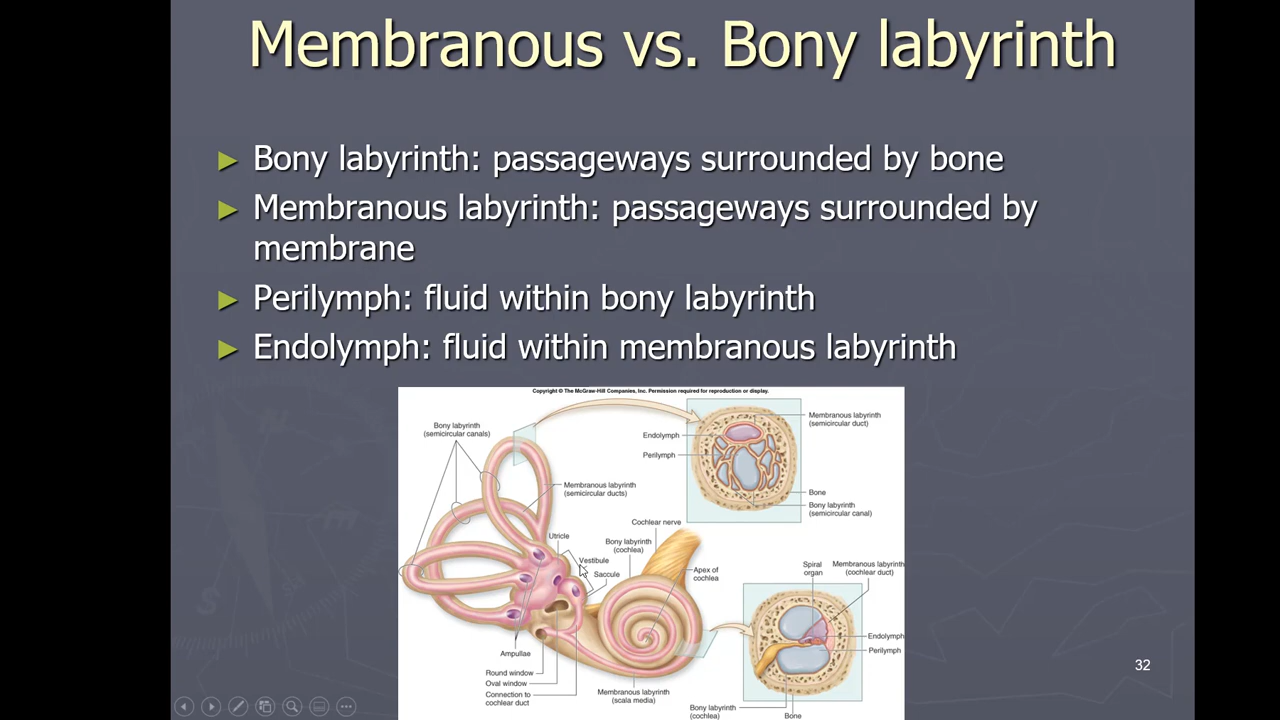 Membranous vs. Bony labyrinth
► Bony labyrinth: passageways surrounded by bone
► Membranous labyrinth: passageways surrounded by
membrane
► Perilymph: fluid within bony labyrinth
► Endolymph: fluid within membranous labyrinth
Copyright © The McGraw-Hill Companies, Inc. Permission required for reproduction or display.
Bony labyrinth
(semicircular canals)
Membranous labyrinth
(semicircular duct)
Endolymph
Perilymph
Membranous labyrinth
(semicircular ducts)
Bone
Bony labyrinth
(semicircular canal)
Cochlear nerve
Utricle
Bony labyrinth
(cochlea)
Vestibule
Saccule
Apex of
cochlea
Spiral
organ
Membranous labyrinth
(cochlear duct)
Endolymph
Perilymph
Ampullae
Round window
Oval window
Connection to
cochlear duct
Membranous labyrinth
(scala media)
Bony labyrinth
(cochlea)
Bone
32